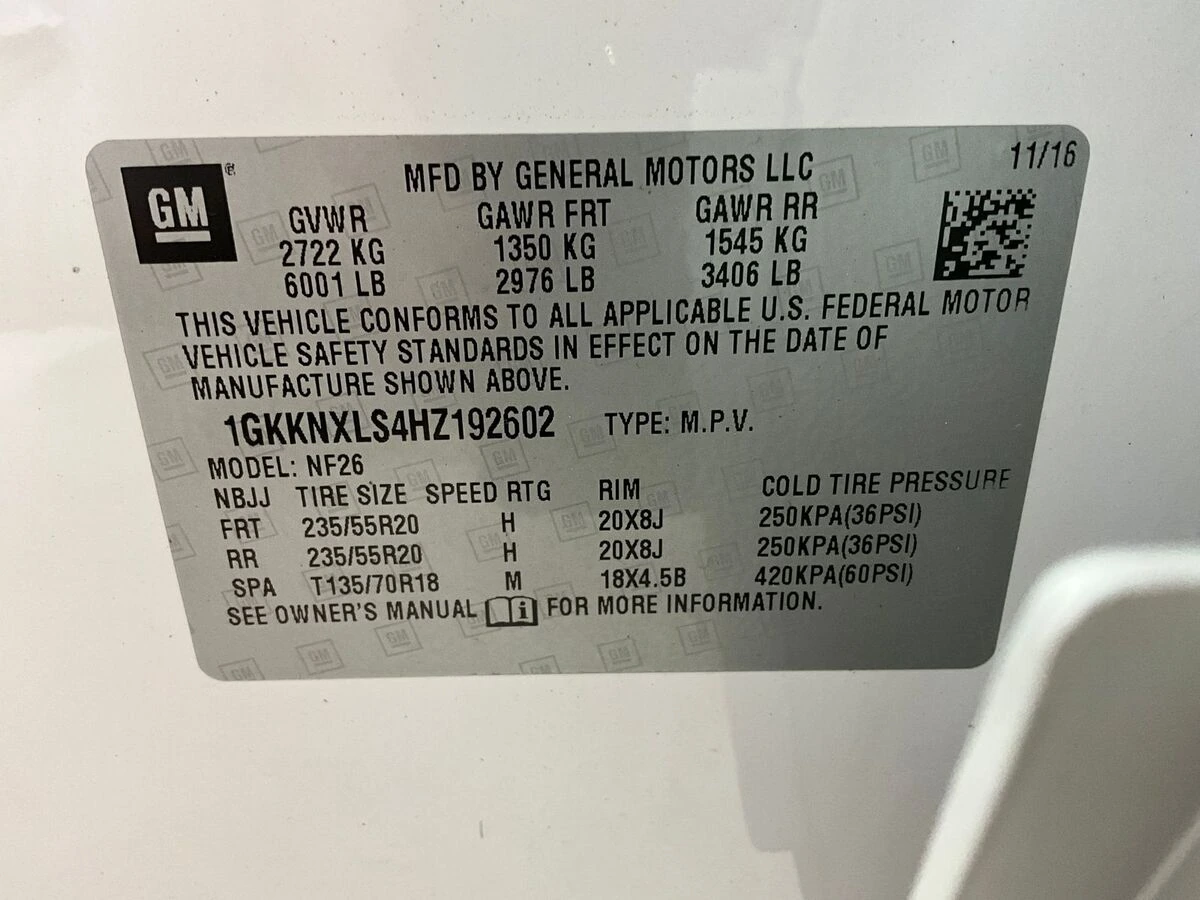 GM
MFD BY GENERAL MOTORS LLC 11/16
GVWR GAWR FRT GAWR RR
2722 KG 1350 KG 1545 KG
6001 LB 2976 LB 3406 LB
THIS VEHICLE CONFORMS TO ALL APPLICABLE U.S. FEDERAL MOTOR
VEHICLE SAFETY STANDARDS IN EFFECT ON THE DATE OF
MANUFACTURE SHOWN ABOVE.
1GKKNXLS4HZ192602 TYPE: M.P.V.
MODEL: NF26
NBJJ TIRE SIZE SPEED RTG RIM COLD TIRE PRESSURE
FRT 235/55R20 H 20X8J 250KPA(36PSI)
RR 235/55R20 H 20X8J 250KPA(36PSI)
SPA T135/70R18 M 18X4.5B 420KPA(60PSI)
SEE OWNER'S MANUAL i FOR MORE INFORMATION.